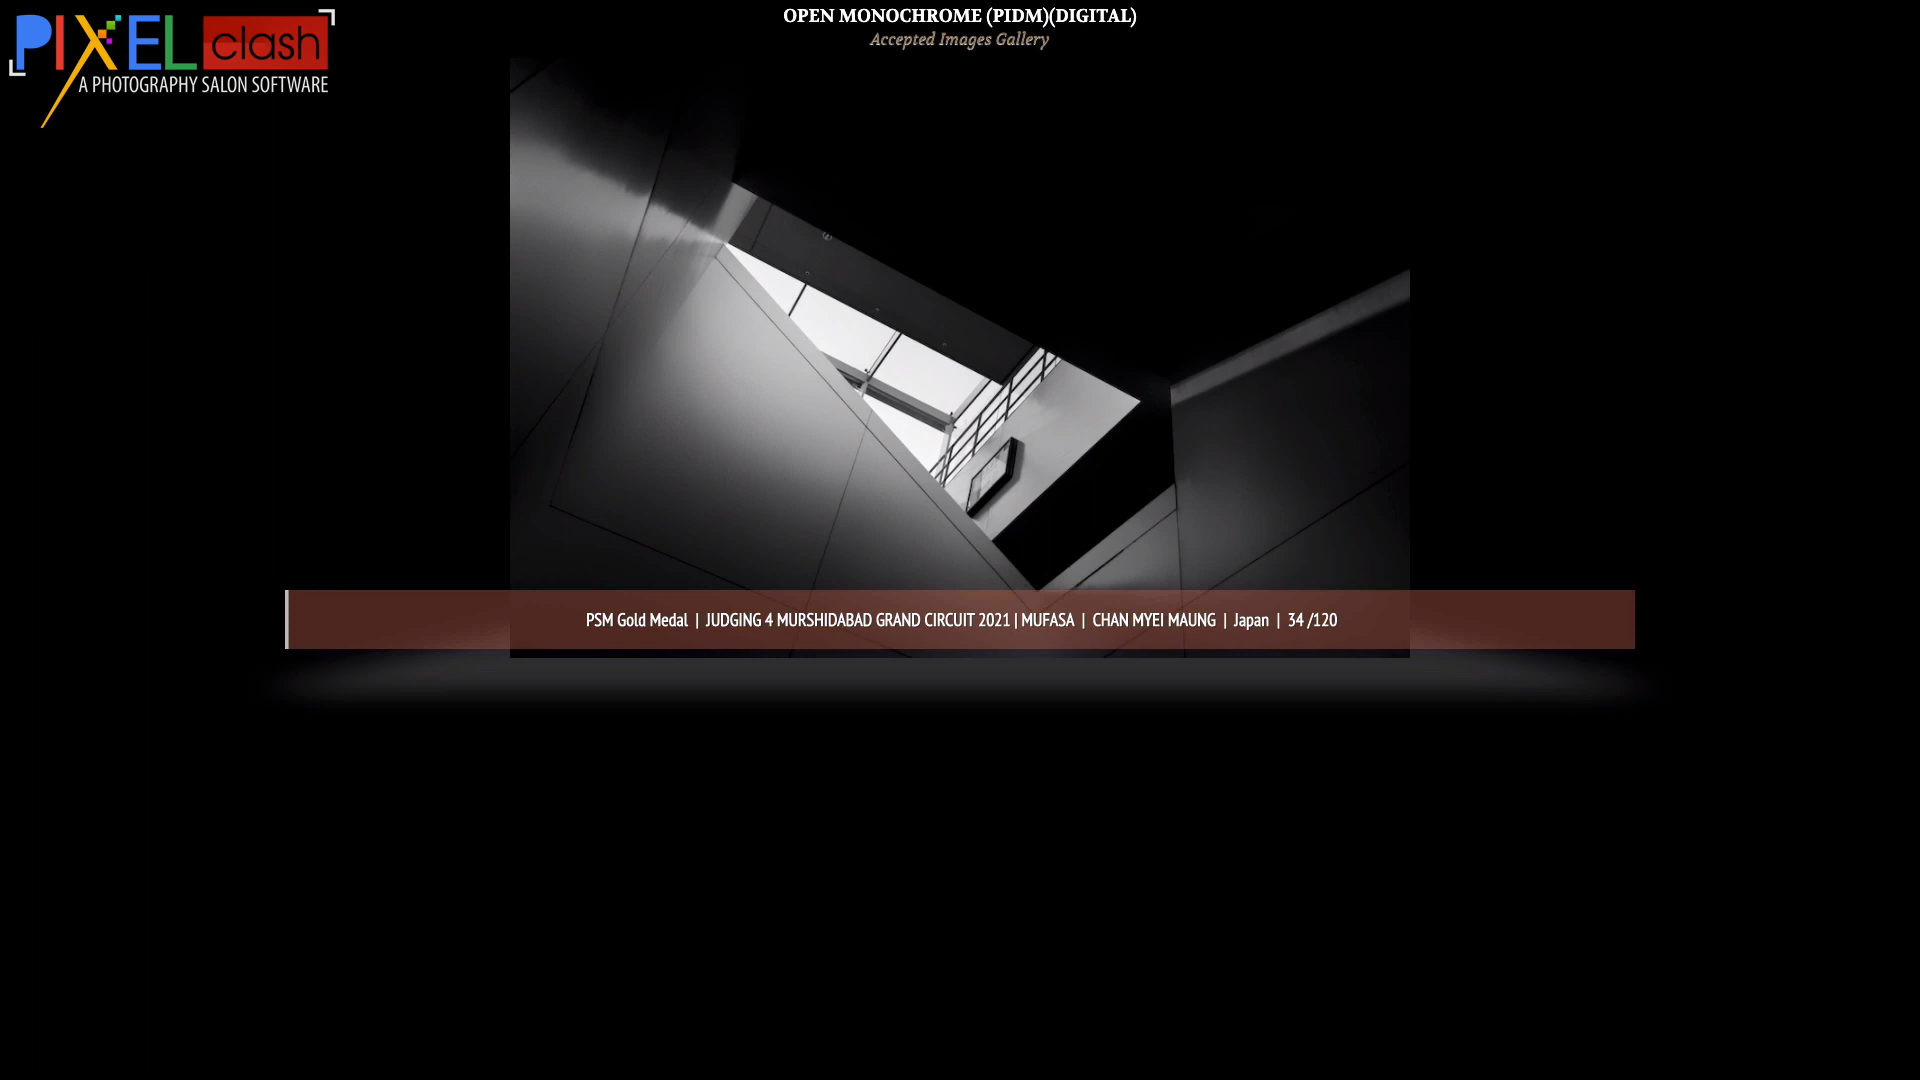 PIXEL clash
A PHOTOGRAPHY SALON SOFTWARE
OPEN MONOCHROME (PIDM)(DIGITAL)
Accepted Images Gallery
PSM Gold Medal | JUDGING 4 MURSHIDABAD GRAND CIRCUIT 2021 | MUFASA | CHAN MYEI MAUNG | Japan | 34 /120